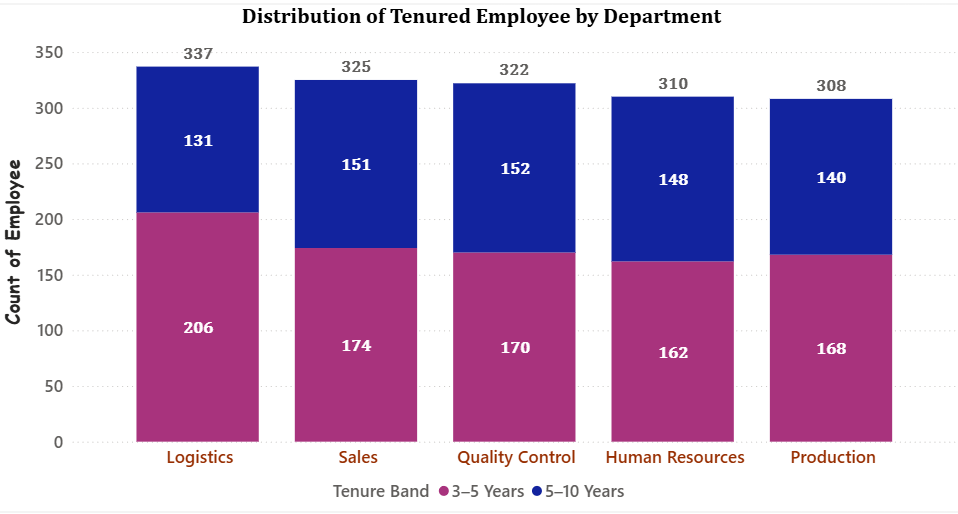 Distribution of Tenured Employee by Department
Count of Employee
350
300
250
200
150
100
50
0
337
325
322
310
308
131
151
152
148
140
206
174
170
162
168
Logistics
Sales
Quality Control
Human Resources
Production
Tenure Band 3–5 Years 5–10 Years